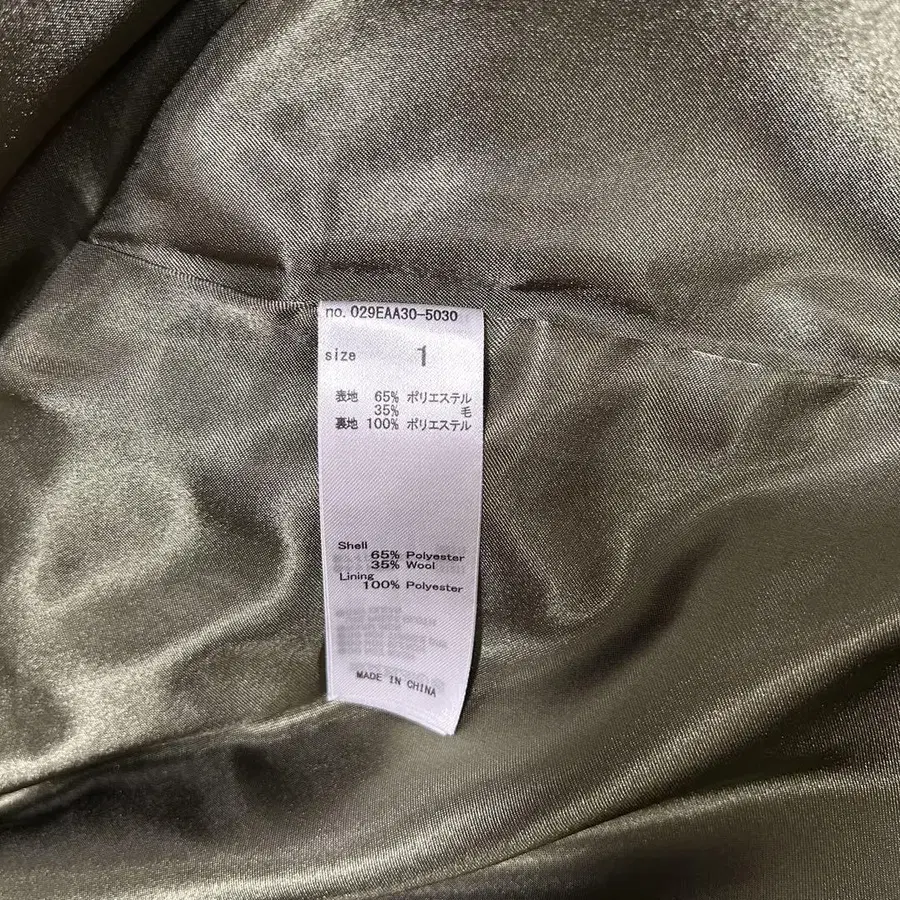 no. 029EAA30-5030
size 1
表地 65% ポリエステル
35% 毛
裏地 100% ポリエステル
Shell
65% Polyester
35% Wool
Lining
100% Polyester
MADE IN CHINA